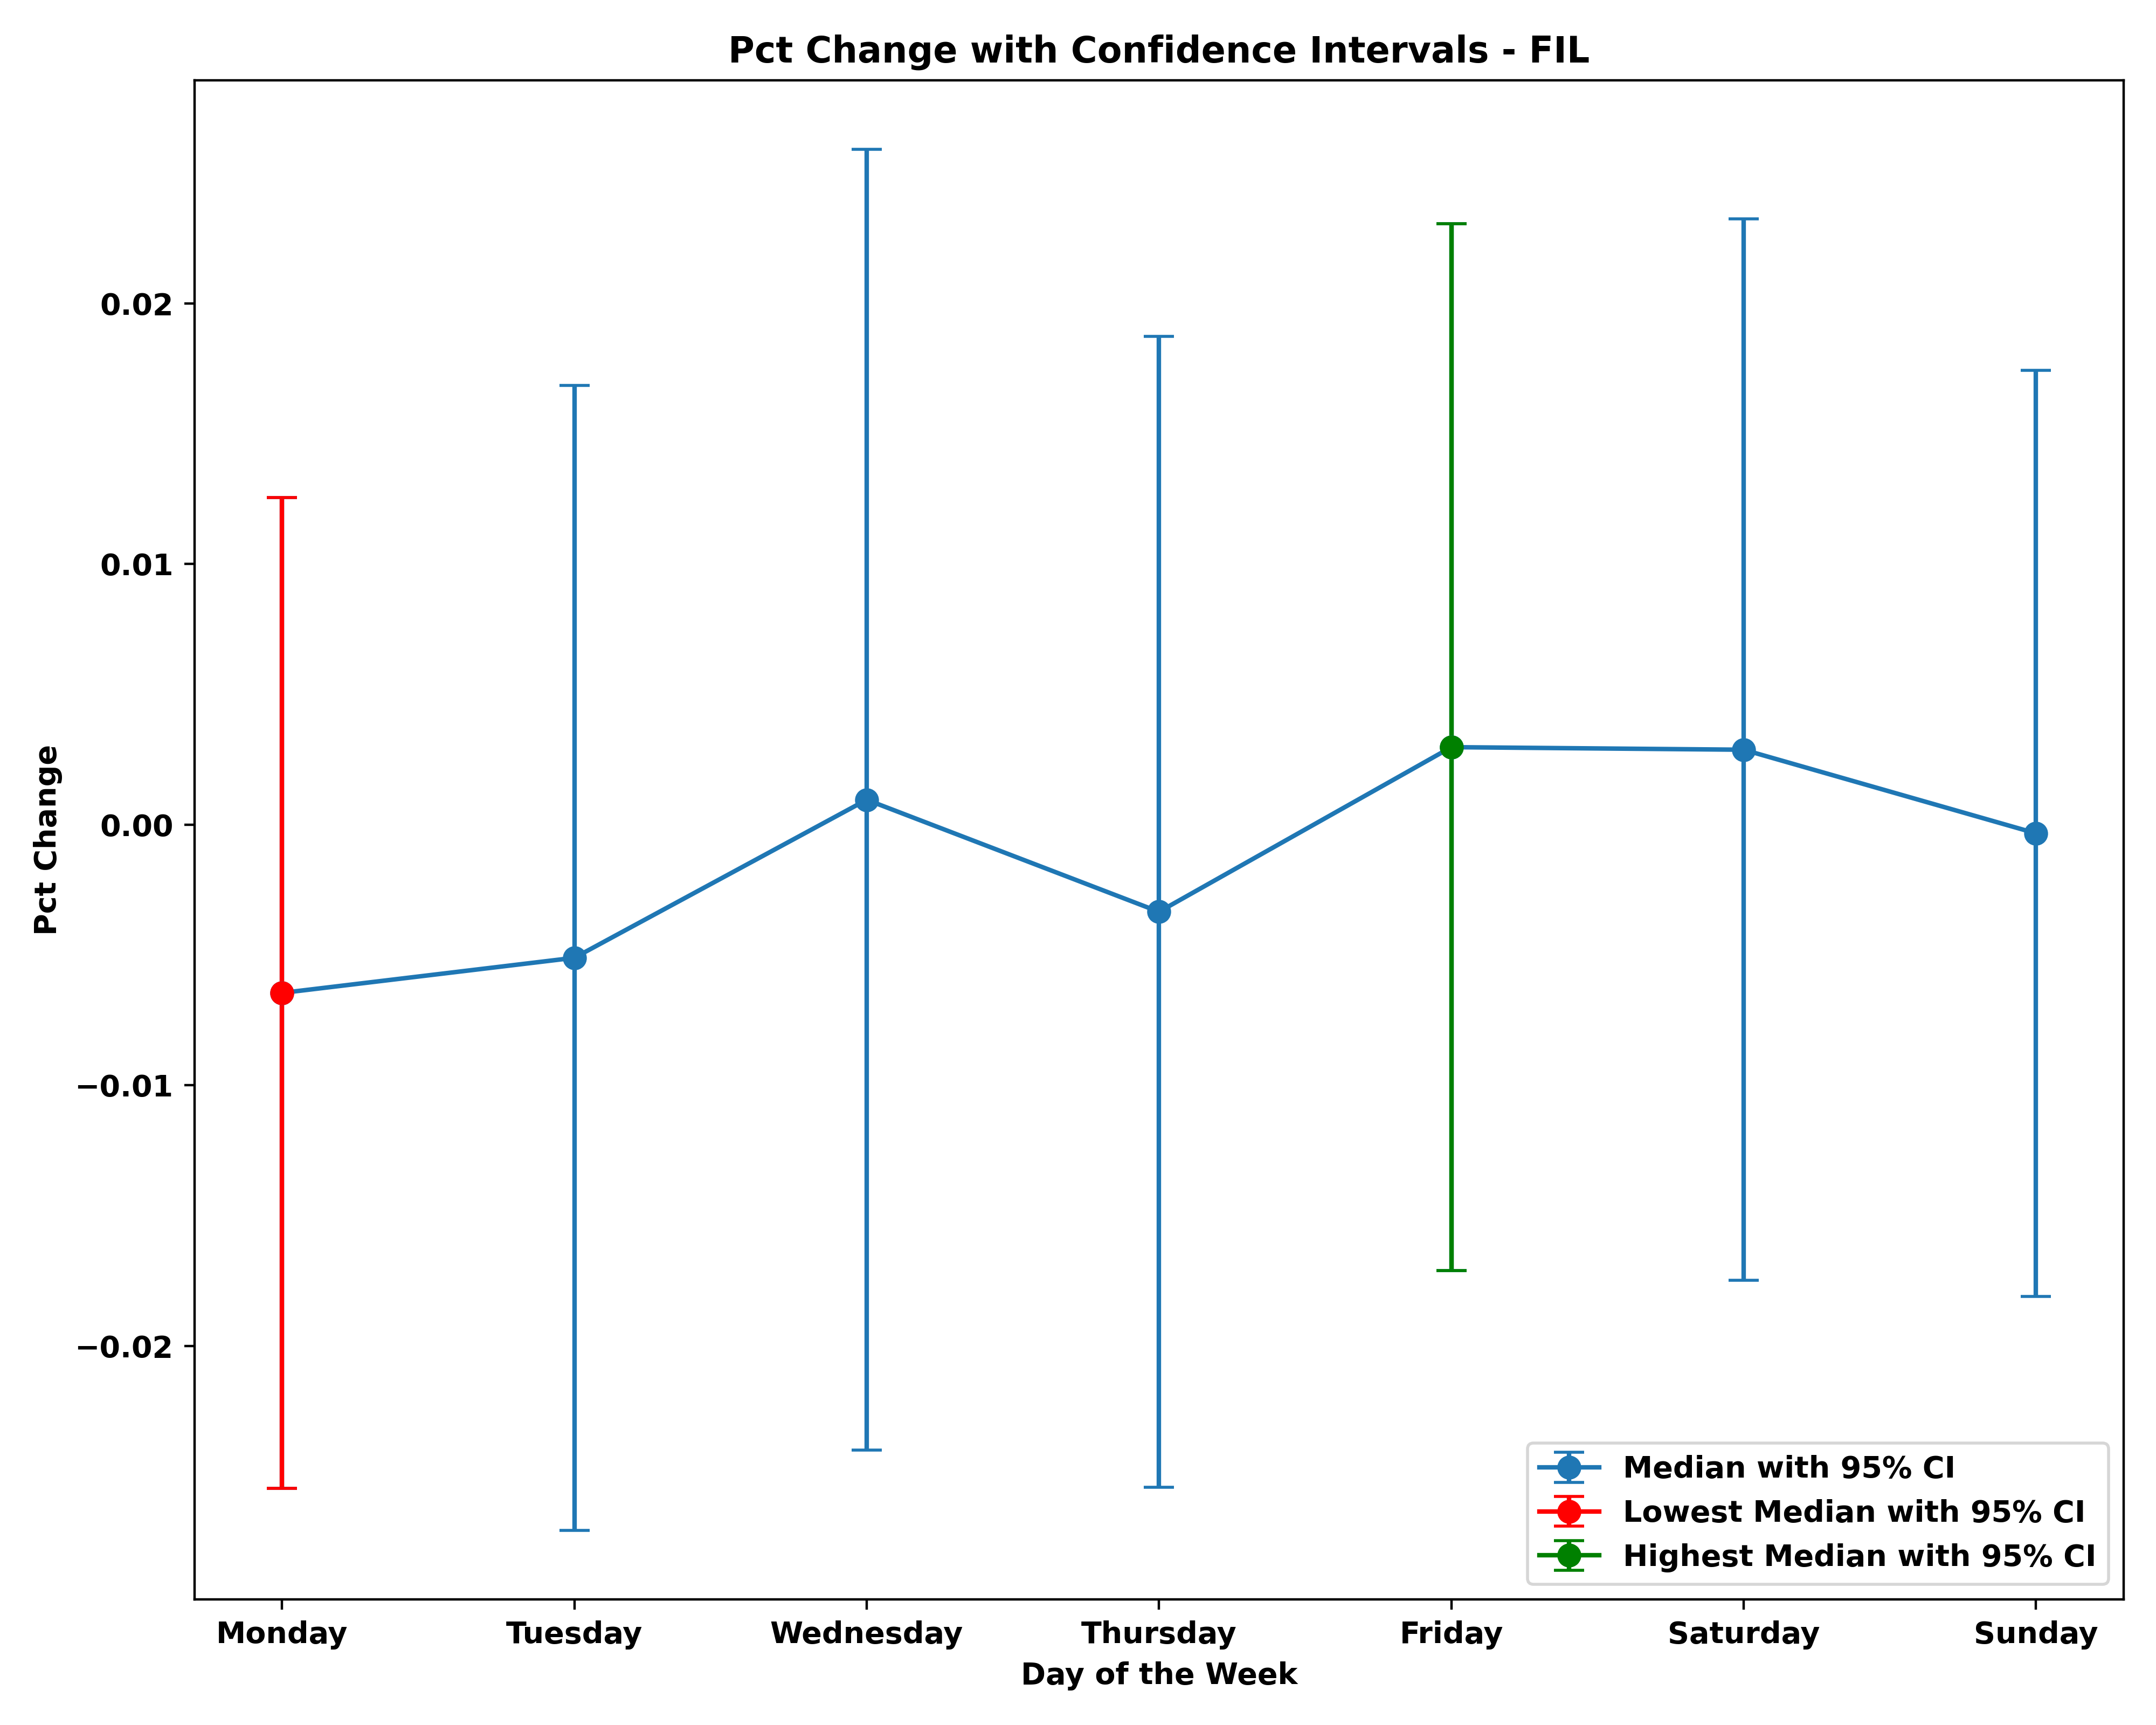 Pct Change with Confidence Intervals - FIL
Pct Change
0.02
0.01
0.00
−0.01
−0.02
Median with 95% CI
Lowest Median with 95% CI
Highest Median with 95% CI
Monday Tuesday Wednesday Thursday Friday Saturday Sunday
Day of the Week